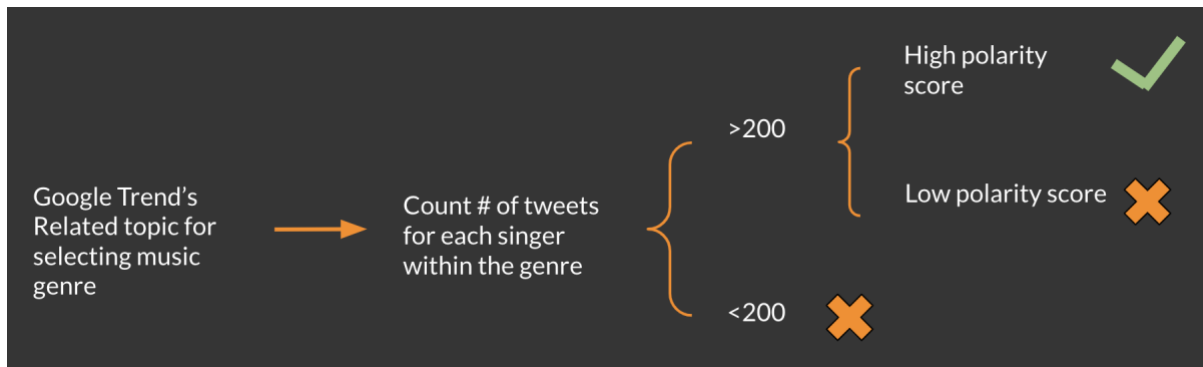 Google Trend's
Related topic for
selecting music
genre
Count # of tweets
for each singer
within the genre
>200
<200
High polarity
score
Low polarity score